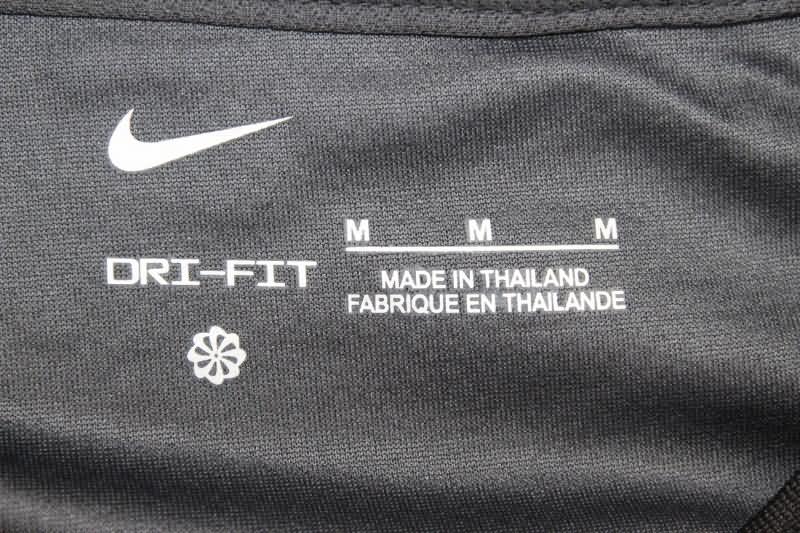 M M M
DRI-FIT
MADE IN THAILAND
FABRIQUE EN THAILANDE